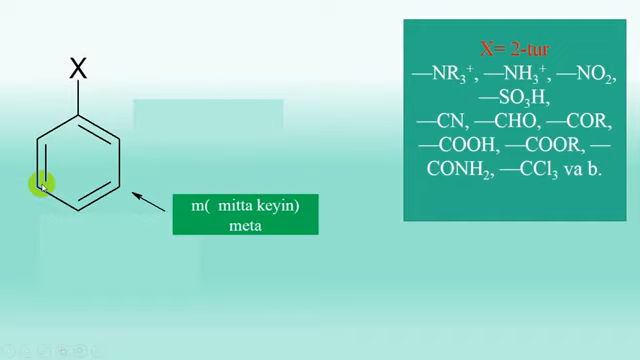 X
X= 2-tur
—NR₃⁺, —NH₃⁺, —NO₂,
—SO₃H,
—CN, —CHO, —COR,
—COOH, —COOR, —
CONH₂, —CCl₃ va b.
m( mitta keyin)
meta